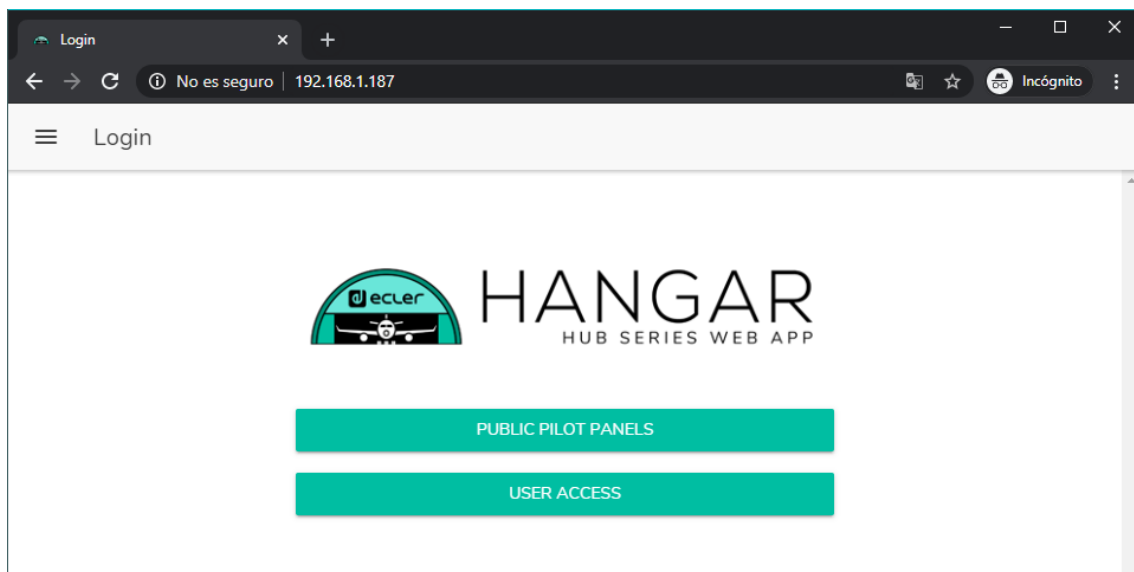 Login
No es seguro | 192.168.1.187
Incógnito
Login
ecler
HANGAR
HUB SERIES WEB APP
PUBLIC PILOT PANELS
USER ACCESS